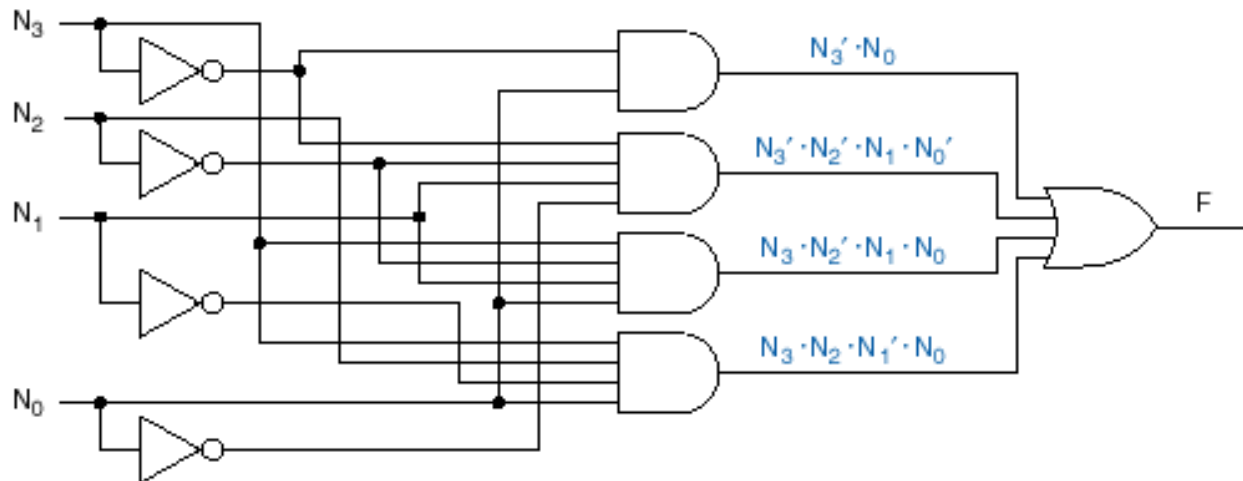 N₃
N₃′ · N₀
N₂
N₃′ · N₂′ · N₁ · N₀′
N₁
F
N₃ · N₂′ · N₁ · N₀
N₃ · N₂ · N₁′ · N₀
N₀